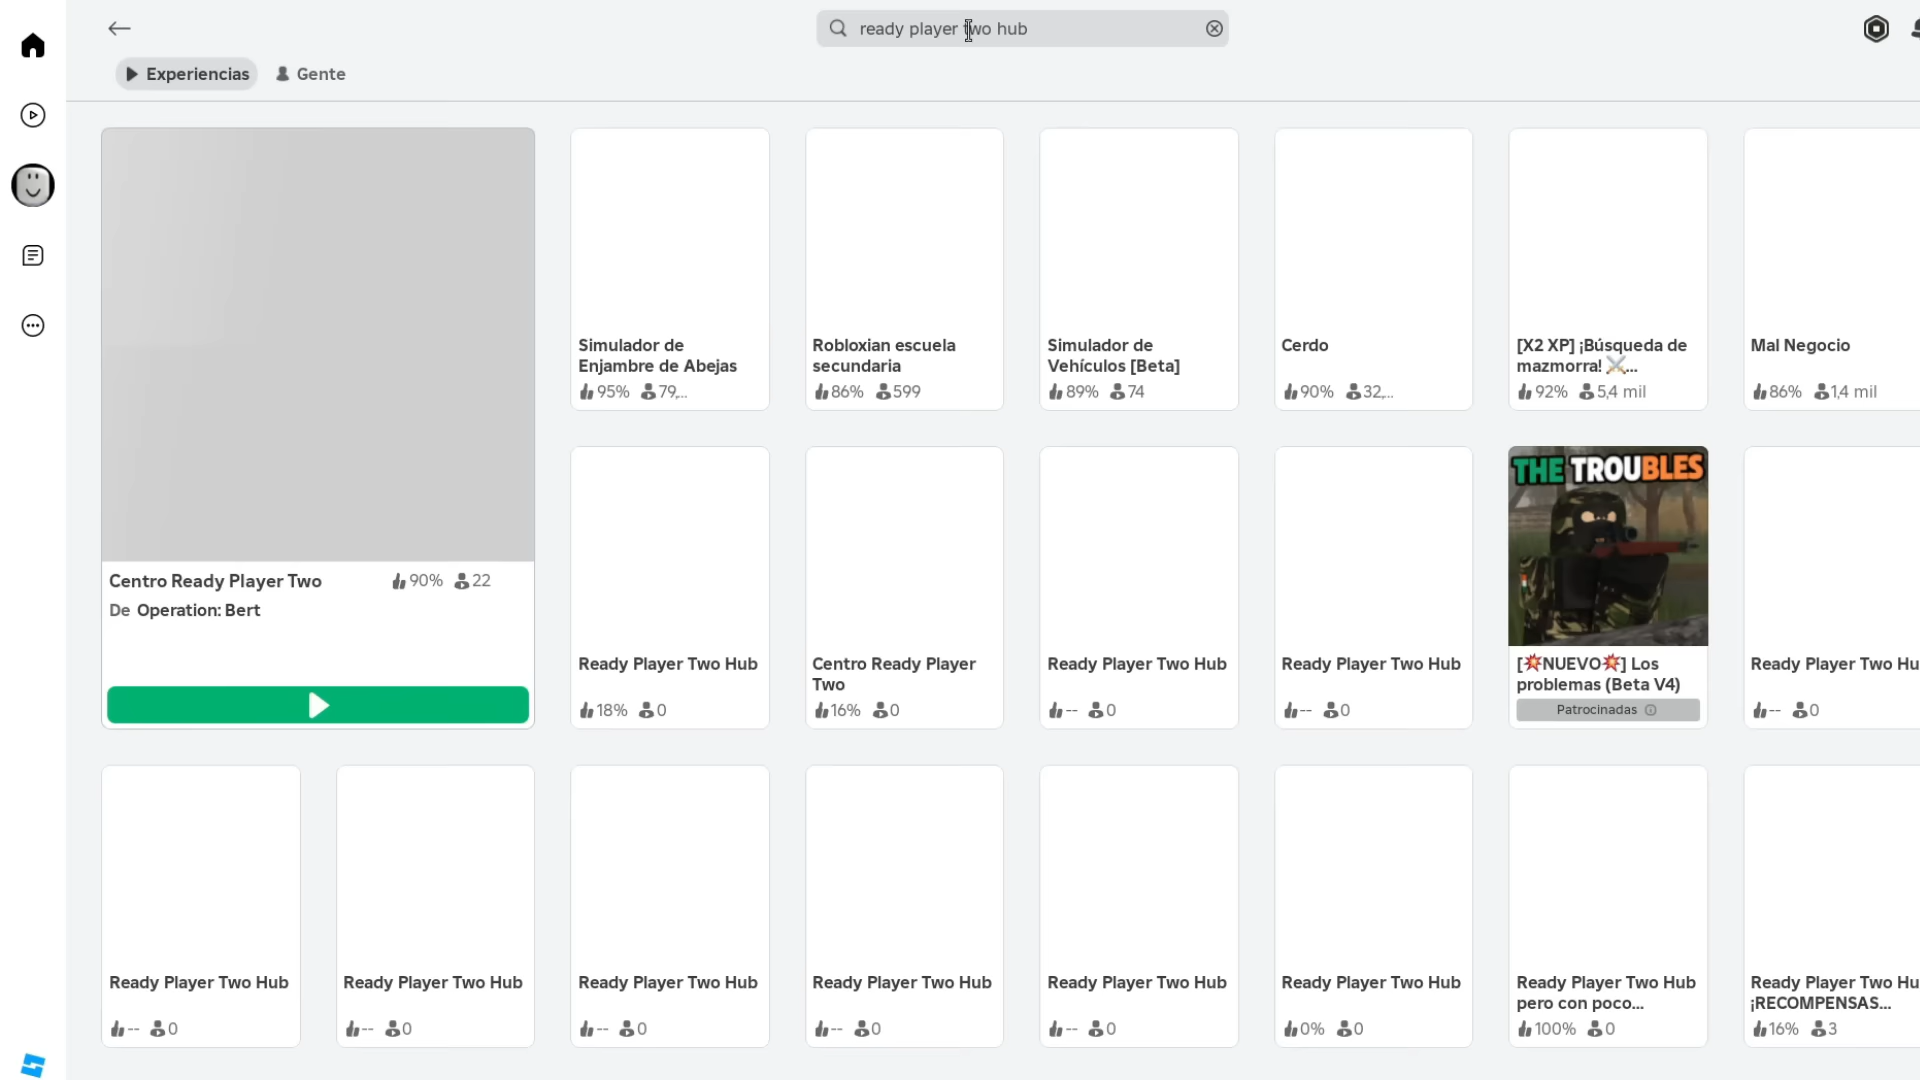 ready player two hub
Experiencias
Gente
Simulador de
Enjambre de Abejas
95% 79,...
Robloxian escuela
secundaria
86% 599
Simulador de
Vehículos [Beta]
89% 74
Cerdo
90% 32,...
[X2 XP] ¡Búsqueda de
mazmorra! ⚔️...
92% 5,4 mil
Mal Negocio
86% 1,4 mil
Centro Ready Player Two
90% 22
De Operation: Bert
Ready Player Two Hub
18% 0
Centro Ready Player
Two
16% 0
Ready Player Two Hub
-- 0
Ready Player Two Hub
-- 0
THE TROUBLES
[💥NUEVO💥] Los
problemas (Beta V4)
Patrocinadas
Ready Player Two Hu
-- 0
Ready Player Two Hub
-- 0
Ready Player Two Hub
-- 0
Ready Player Two Hub
-- 0
Ready Player Two Hub
-- 0
Ready Player Two Hub
-- 0
Ready Player Two Hub
0% 0
Ready Player Two Hub
pero con poco...
100% 0
Ready Player Two Hu
¡RECOMPENSAS...
16% 3